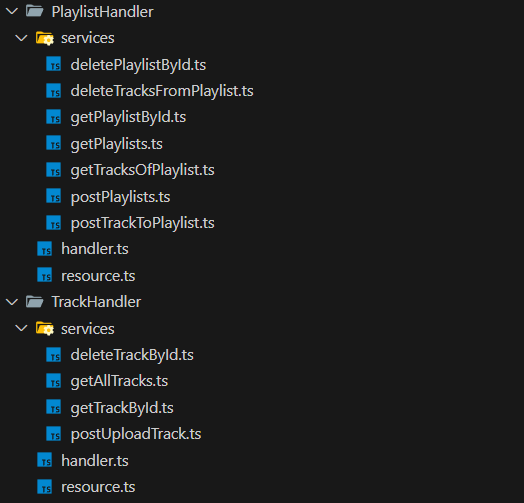 PlaylistHandler
services
TS deletePlaylistById.ts
TS deleteTracksFromPlaylist.ts
TS getPlaylistById.ts
TS getPlaylists.ts
TS getTracksOfPlaylist.ts
TS postPlaylists.ts
TS postTrackToPlaylist.ts
TS handler.ts
TS resource.ts
TrackHandler
services
TS deleteTrackById.ts
TS getAllTracks.ts
TS getTrackById.ts
TS postUploadTrack.ts
TS handler.ts
TS resource.ts